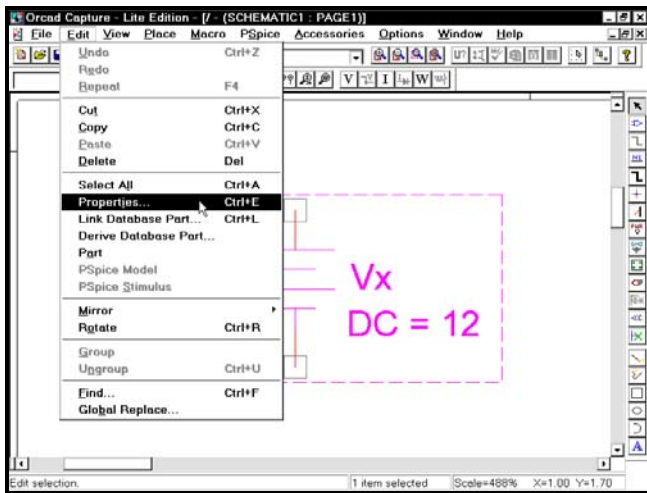 Orcad Capture - Lite Edition - [/ - (SCHEMATIC1 : PAGE1)]
File Edit View Place Macro PSpice Accessories Options Window Help
Undo Ctrl+Z
Redo
Repeat F4
V I W
Cut Ctrl+X
Copy Ctrl+C
Paste Ctrl+V
Delete Del
Select All Ctrl+A
Properties... Ctrl+E
Link Database Part... Ctrl+L
Derive Database Part...
Part
PSpice Model
PSpice Stimulus
Mirror
Rotate Ctrl+R
Group
Ungroup Ctrl+U
Find... Ctrl+F
Global Replace...
Vx
DC = 12
Edit selection. 1 item selected Scale=488% X=1.00 Y=1.70